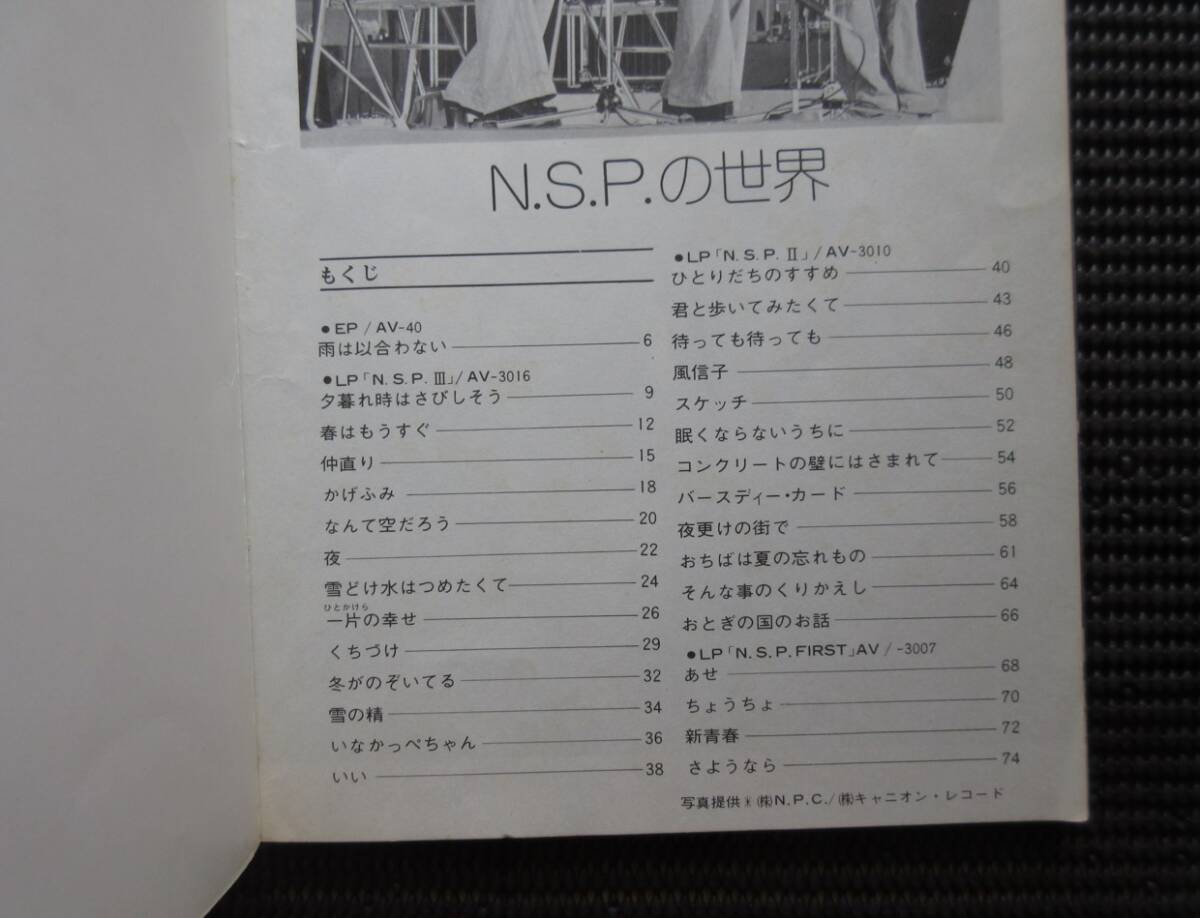 N.S.P.の世界
もくじ
●EP / AV-40
雨は以合わない 6
●LP「N.S.P. III」/ AV-3016
夕暮れ時はさびしそう 9
春はもうすぐ 12
仲直り 15
かげふみ 18
なんて空だろう 20
夜 22
雪どけ水はつめたくて 24
ひとかけら
一片の幸せ 26
くちづけ 29
冬がのぞいてる 32
雪の精 34
いなかっぺちゃん 36
いい 38
●LP「N.S.P. II」/ AV-3010
ひとりだちのすすめ 40
君と歩いてみたくて 43
待っても待っても 46
風信子 48
スケッチ 50
眠くならないうちに 52
コンクリートの壁にはさまれて 54
バースディー・カード 56
夜更けの街で 58
おちばは夏の忘れもの 61
そんな事のくりかえし 64
おとぎの国のお話 66
●LP「N.S.P. FIRST」AV / -3007
あせ 68
ちょうちょ 70
新青春 72
さようなら 74
写真提供＊㈱N.P.C./㈱キャニオン・レコード